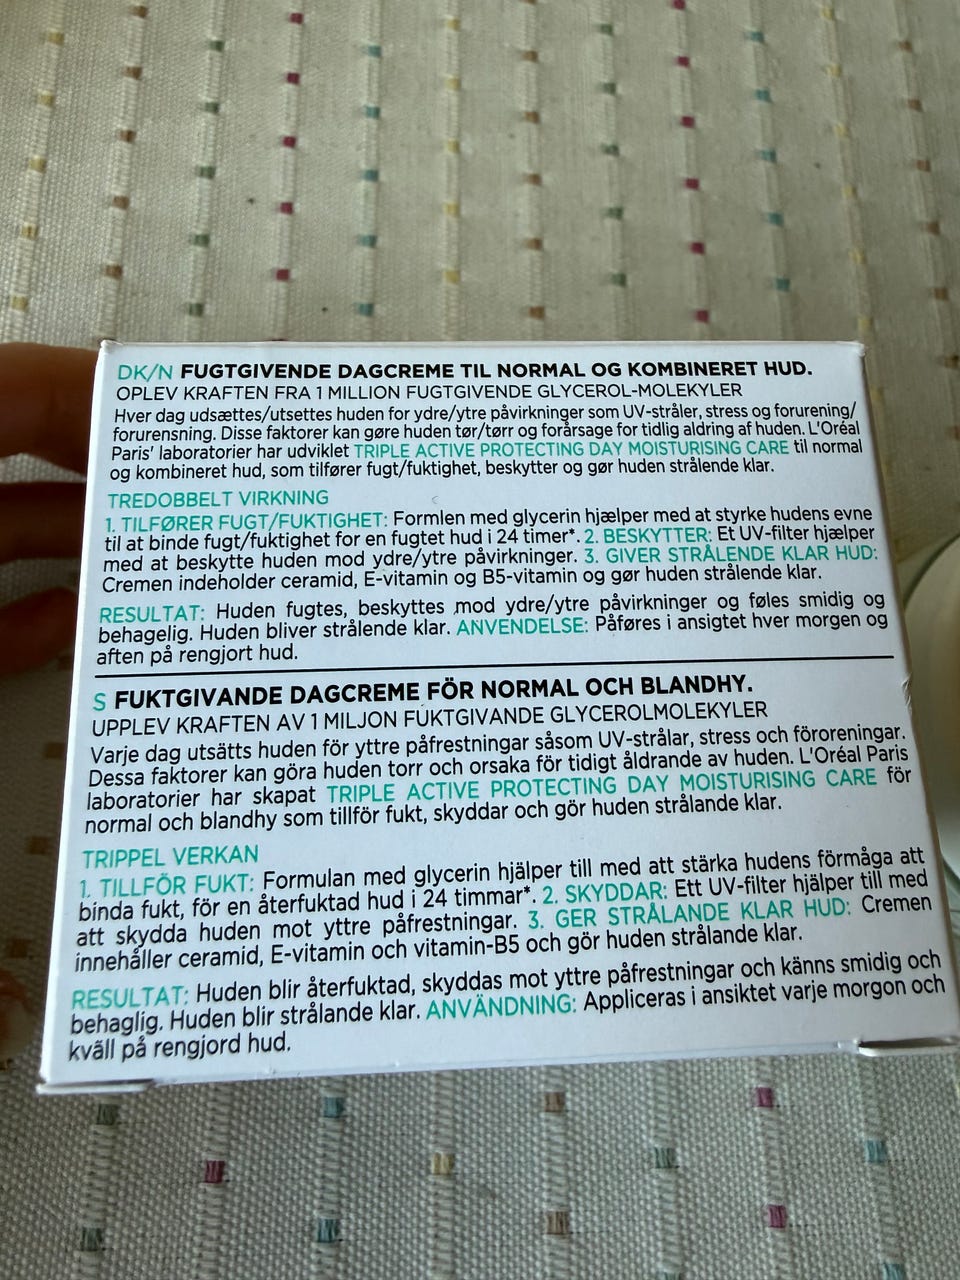 DK/N FUGTGIVENDE DAGCREME TIL NORMAL OG KOMBINERET HUD.
OPLEV KRAFTEN FRA 1 MILLION FUGTGIVENDE GLYCEROL-MOLEKYLER
Hver dag udsættes/utsettes huden for ydre/ytre påvirkninger som UV-stråler, stress og forurening/
forurensning. Disse faktorer kan gøre huden tør/tørr og forårsage for tidlig aldring af huden. L'Oréal
Paris' laboratorier har udviklet TRIPLE ACTIVE PROTECTING DAY MOISTURISING CARE til normal
og kombineret hud, som tilfører fugt/fuktighet, beskytter og gør huden strålende klar.
TREDOBBELT VIRKNING
1. TILFØRER FUGT/FUKTIGHET: Formlen med glycerin hjælper med at styrke hudens evne
til at binde fugt/fuktighet for en fugtet hud i 24 timer*. 2. BESKYTTER: Et UV-filter hjælper
med at beskytte huden mod ydre/ytre påvirkninger. 3. GIVER STRÅLENDE KLAR HUD:
Cremen indeholder ceramid, E-vitamin og B5-vitamin og gør huden strålende klar.
RESULTAT: Huden fugtes, beskyttes mod ydre/ytre påvirkninger og føles smidig og
behagelig. Huden bliver strålende klar. ANVENDELSE: Påføres i ansigtet hver morgen og
aften på rengjort hud.
S FUKTGIVANDE DAGCREME FÖR NORMAL OCH BLANDHY.
UPPLEV KRAFTEN AV 1 MILJON FUKTGIVANDE GLYCEROLMOLEKYLER
Varje dag utsätts huden för yttre påfrestningar såsom UV-strålar, stress och föroreningar.
Dessa faktorer kan göra huden torr och orsaka för tidigt åldrande av huden. L'Oréal Paris
laboratorier har skapat TRIPLE ACTIVE PROTECTING DAY MOISTURISING CARE för
normal och blandhy som tillför fukt, skyddar och gör huden strålande klar.
TRIPPEL VERKAN
1. TILLFÖR FUKT: Formulan med glycerin hjälper till med att stärka hudens förmåga att
binda fukt, för en återfuktad hud i 24 timmar*. 2. SKYDDAR: Ett UV-filter hjälper till med
att skydda huden mot yttre påfrestningar. 3. GER STRÅLANDE KLAR HUD: Cremen
innehåller ceramid, E-vitamin och vitamin-B5 och gör huden strålande klar.
RESULTAT: Huden blir återfuktad, skyddas mot yttre påfrestningar och känns smidig och
behaglig. Huden blir strålande klar. ANVÄNDNING: Appliceras i ansiktet varje morgon och
kväll på rengjord hud.